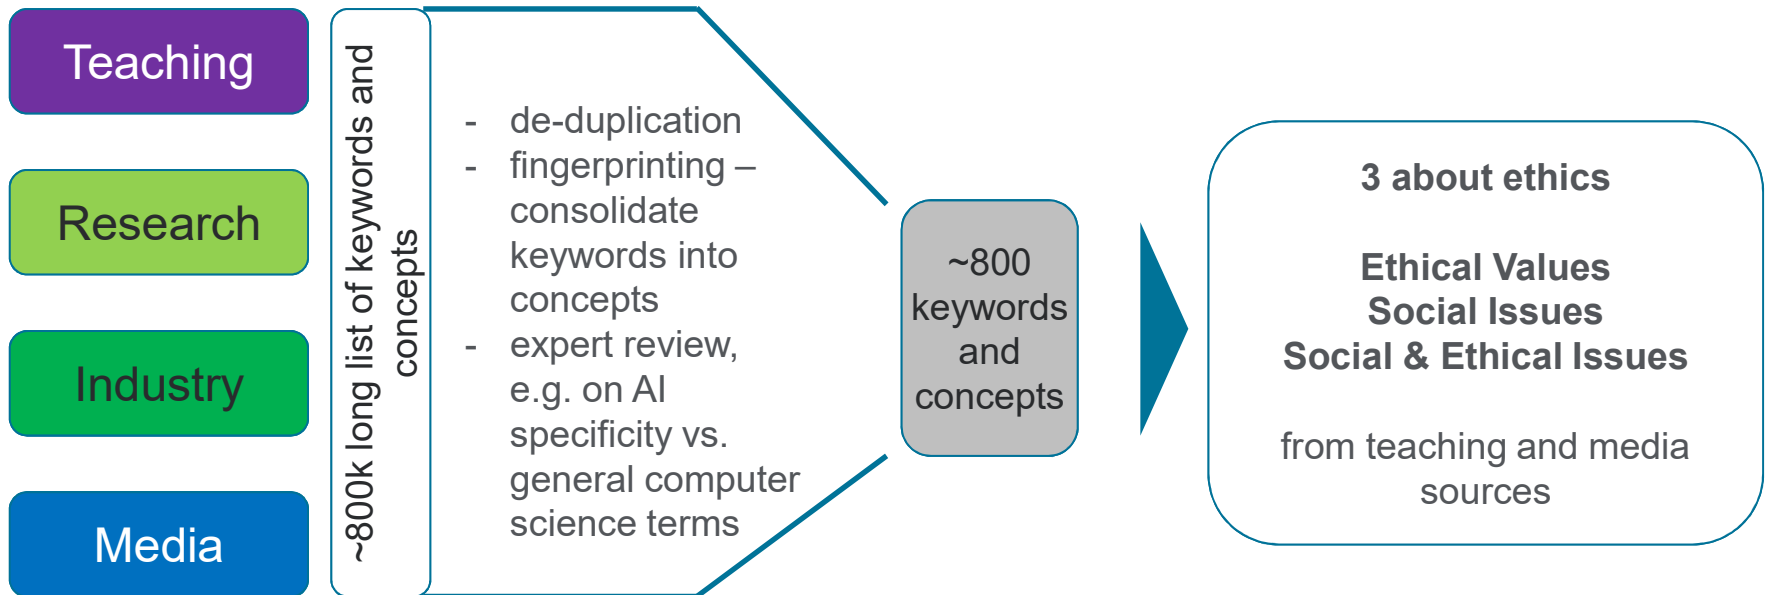 Teaching
Research
Industry
Media
~800k long list of keywords and
concepts
- de-duplication
- fingerprinting –
consolidate
keywords into
concepts
- expert review,
e.g. on AI
specificity vs.
general computer
science terms
~800
keywords
and
concepts
3 about ethics
Ethical Values
Social Issues
Social & Ethical Issues
from teaching and media
sources